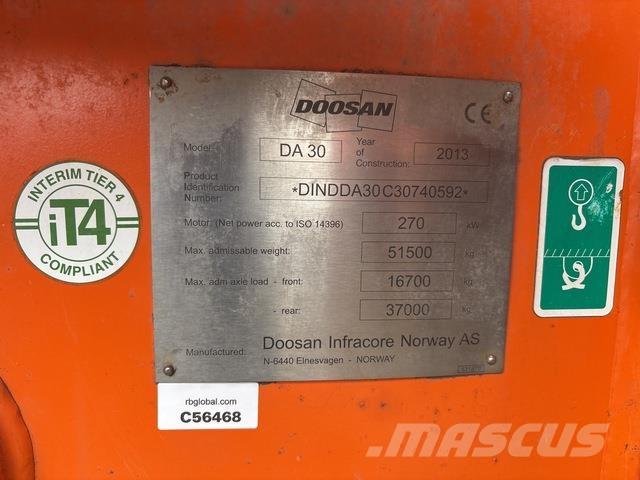 DOOSAN
CE
Model: DA 30 Year of Construction: 2013
Product Identification Number: *DINDDA30C30740592*
Motor: (Net power acc. to ISO 14396) 270 kW
Max. admissable weight: 51500 kg
Max. adm axle load - front: 16700 kg
- rear: 37000 kg
Manufactured: Doosan Infracore Norway AS
N-6440 Elnesvagen - NORWAY
INTERIM TIER 4
iT4
COMPLIANT
rbglobal.com
C56468
MASCUS